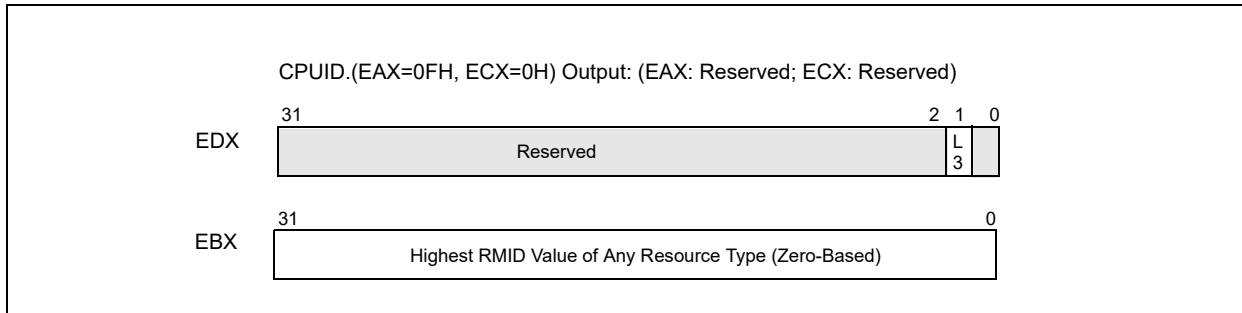 CPUID.(EAX=0FH, ECX=0H) Output: (EAX: Reserved; ECX: Reserved)
31 2 1 0
EDX Reserved L
3
31 0
EBX Highest RMID Value of Any Resource Type (Zero-Based)